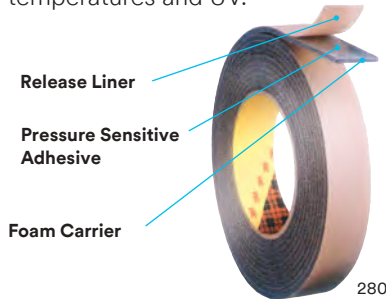 temperatures and UV.
Release Liner
Pressure Sensitive
Adhesive
Foam Carrier
280